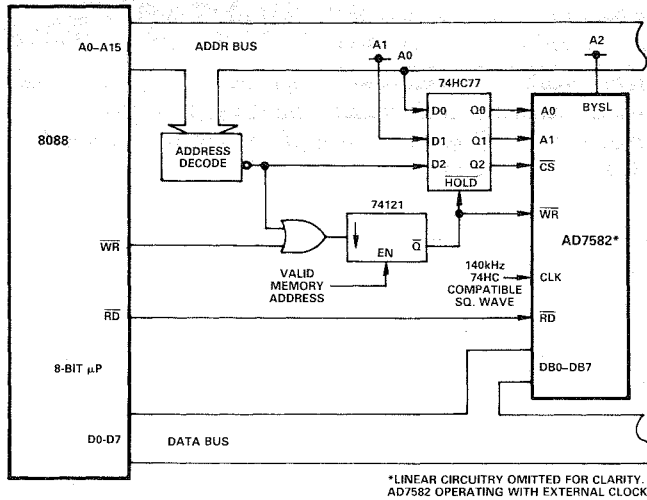 A0–A15
ADDR BUS
A1
A0
A2
74HC77
BYSL
D0
Q0
A0
8088
ADDRESS
DECODE
D1
Q1
A1
D2
Q2
CS
HOLD
74121
WR
AD7582*
EN
Q
WR
VALID
MEMORY
ADDRESS
140kHz
74HC
COMPATIBLE
SQ. WAVE
CLK
RD
RD
8-BIT μP
DB0–DB7
D0-D7
DATA BUS
*LINEAR CIRCUITRY OMITTED FOR CLARITY.
AD7582 OPERATING WITH EXTERNAL CLOCK